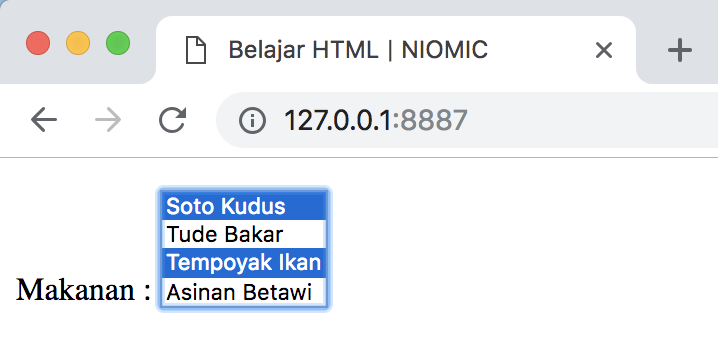 Belajar HTML | NIOMIC
127.0.0.1:8887
Soto Kudus
Tude Bakar
Tempoyak Ikan
Makanan : Asinan Betawi